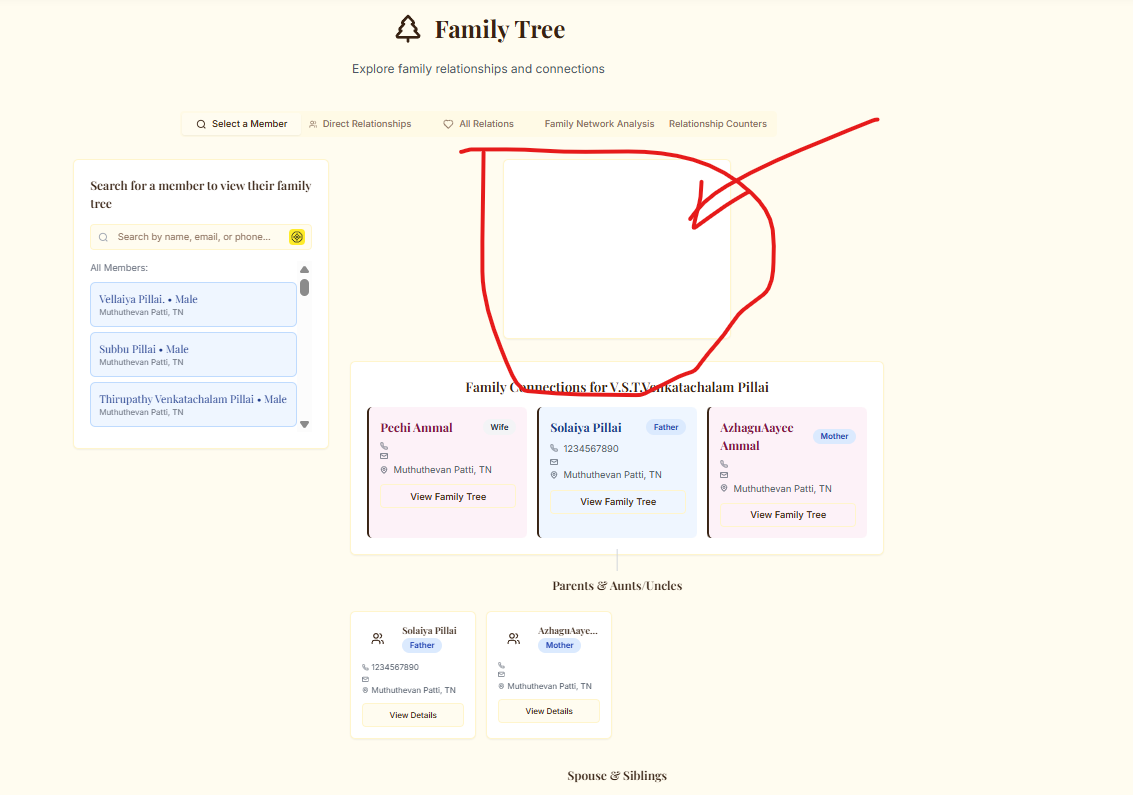 Family Tree
Explore family relationships and connections
Select a Member
Direct Relationships
All Relations
Family Network Analysis
Relationship Counters
Search for a member to view their family
tree
Search by name, email, or phone...
All Members:
Vellaiya Pillai. • Male
Muthuthevan Patti, TN
Subbu Pillai • Male
Muthuthevan Patti, TN
Thirupathy Venkatachalam Pillai • Male
Muthuthevan Patti, TN
Family Connections for V.S.T.Venkatachalam Pillai
Pechi Ammal
Wife
Muthuthevan Patti, TN
View Family Tree
Solaiya Pillai
Father
1234567890
Muthuthevan Patti, TN
View Family Tree
AzhaguAayee
Ammal
Mother
Muthuthevan Patti, TN
View Family Tree
Parents & Aunts/Uncles
Solaiya Pillai
Father
1234567890
Muthuthevan Patti, TN
View Details
AzhaguAaye...
Mother
Muthuthevan Patti, TN
View Details
Spouse & Siblings